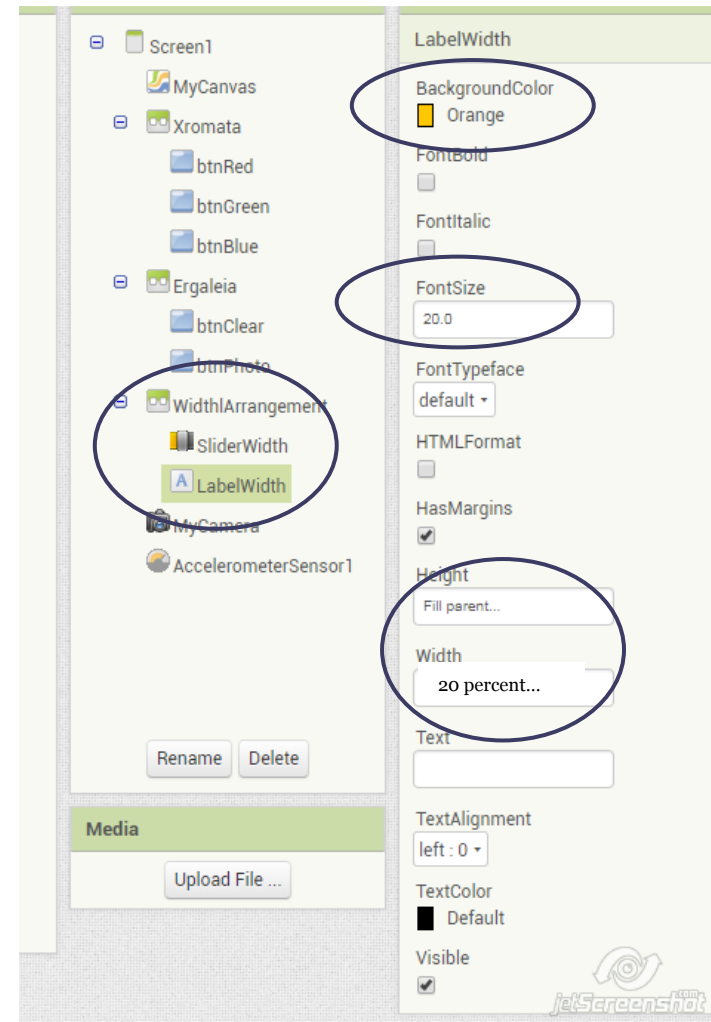 Screen1
MyCanvas
Xromata
btnRed
btnGreen
btnBlue
Ergaleia
btnClear
btnPhoto
WidthlArrangement
SliderWidth
A LabelWidth
MyCamera
AccelerometerSensor1
Rename Delete
Media
Upload File ...
LabelWidth
BackgroundColor
Orange
FontBold
FontItalic
FontSize
20.0
FontTypeface
default
HTMLFormat
HasMargins
Height
Fill parent...
Width
20 percent...
Text
TextAlignment
left : 0
TextColor
Default
Visible
jetScreenshot.com